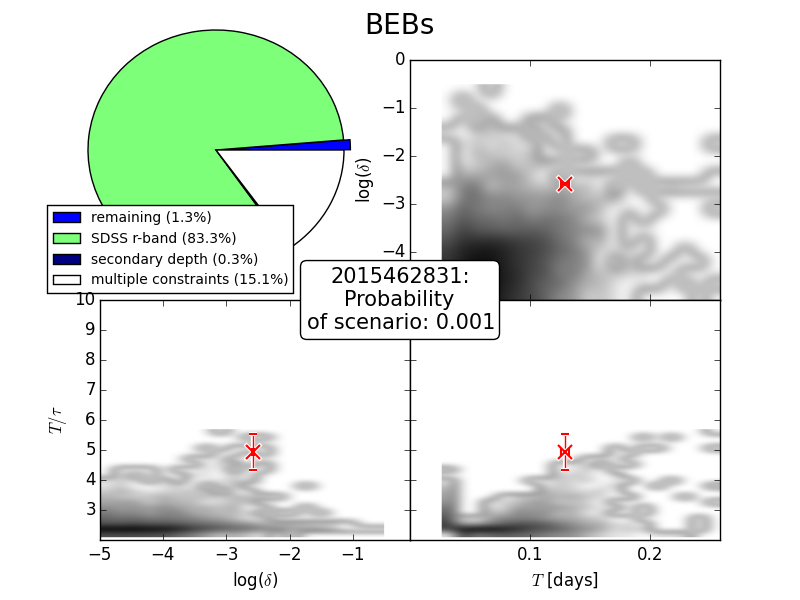 BEBs
remaining (1.3%)
SDSS r-band (83.3%)
secondary depth (0.3%)
multiple constraints (15.1%)
0
−1
−2
−3
−4
log(δ)
2015462831:
Probability
of scenario: 0.001
10
9
8
7
6
5
4
3
T/τ
−5 −4 −3 −2 −1
log(δ)
0.1 0.2
T [days]